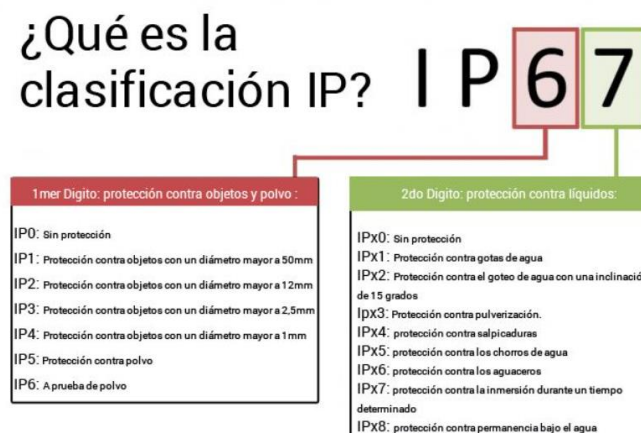 ¿Qué es la
clasificación IP?
IP67
1mer Digito: protección contra objetos y polvo :
IP0: Sin protección
IP1: Protección contra objetos con un diámetro mayor a 50mm
IP2: Protección contra objetos con un diámetro mayor a 12mm
IP3: Protección contra objetos con un diámetro mayor a 2,5mm
IP4: Protección contra objetos con un diámetro mayor a 1mm
IP5: Protección contra polvo
IP6: A prueba de polvo
2do Digito: protección contra líquidos:
IPx0: Sin protección
IPx1: Protección contra gotas de agua
IPx2: Protección contra el goteo de agua con una inclinació
de 15 grados
Ipx3: Protección contra pulverización.
IPx4: protección contra salpicaduras
IPx5: protección contra los chorros de agua
IPx6: protección contra los aguaceros
IPx7: protección contra la inmersión durante un tiempo
determinado
IPx8: protección contra permanencia bajo el agua